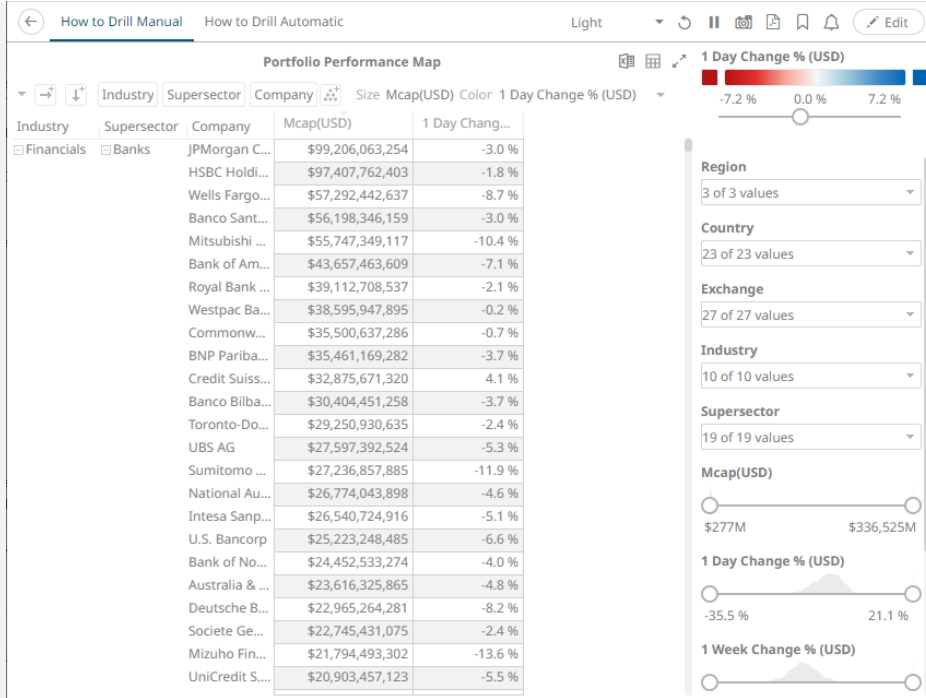 How to Drill Manual How to Drill Automatic Light Edit
Portfolio Performance Map
Industry Supersector Company Size Mcap(USD) Color 1 Day Change % (USD)
Industry Supersector Company Mcap(USD) 1 Day Chang...
Financials Banks JPMorgan C... $99,206,063,254 -3.0 %
HSBC Holdi... $97,407,762,403 -1.8 %
Wells Fargo... $57,292,442,637 -8.7 %
Banco Sant... $56,198,346,159 -3.0 %
Mitsubishi ... $55,747,349,117 -10.4 %
Bank of Am... $43,657,463,609 -7.1 %
Royal Bank ... $39,112,708,537 -2.1 %
Westpac Ba... $38,595,947,895 -0.2 %
Commonw... $35,500,637,286 -0.7 %
BNP Pariba... $35,461,169,282 -3.7 %
Credit Suiss... $32,875,671,320 4.1 %
Banco Bilba... $30,404,451,258 -3.7 %
Toronto-Do... $29,250,930,635 -2.4 %
UBS AG $27,597,392,524 -5.3 %
Sumitomo ... $27,236,857,885 -11.9 %
National Au... $26,774,043,898 -4.6 %
Intesa Sanp... $26,540,724,916 -5.1 %
U.S. Bancorp $25,223,248,485 -6.6 %
Bank of No... $24,452,533,274 -4.0 %
Australia & ... $23,616,325,865 -4.8 %
Deutsche B... $22,965,264,281 -8.2 %
Societe Ge... $22,745,431,075 -2.4 %
Mizuho Fin... $21,794,493,302 -13.6 %
UniCredit S.... $20,903,457,123 -5.5 %
1 Day Change % (USD)
-7.2 % 0.0 % 7.2 %
Region
3 of 3 values
Country
23 of 23 values
Exchange
27 of 27 values
Industry
10 of 10 values
Supersector
19 of 19 values
Mcap(USD)
$277M $336,525M
1 Day Change % (USD)
-35.5 % 21.1 %
1 Week Change % (USD)